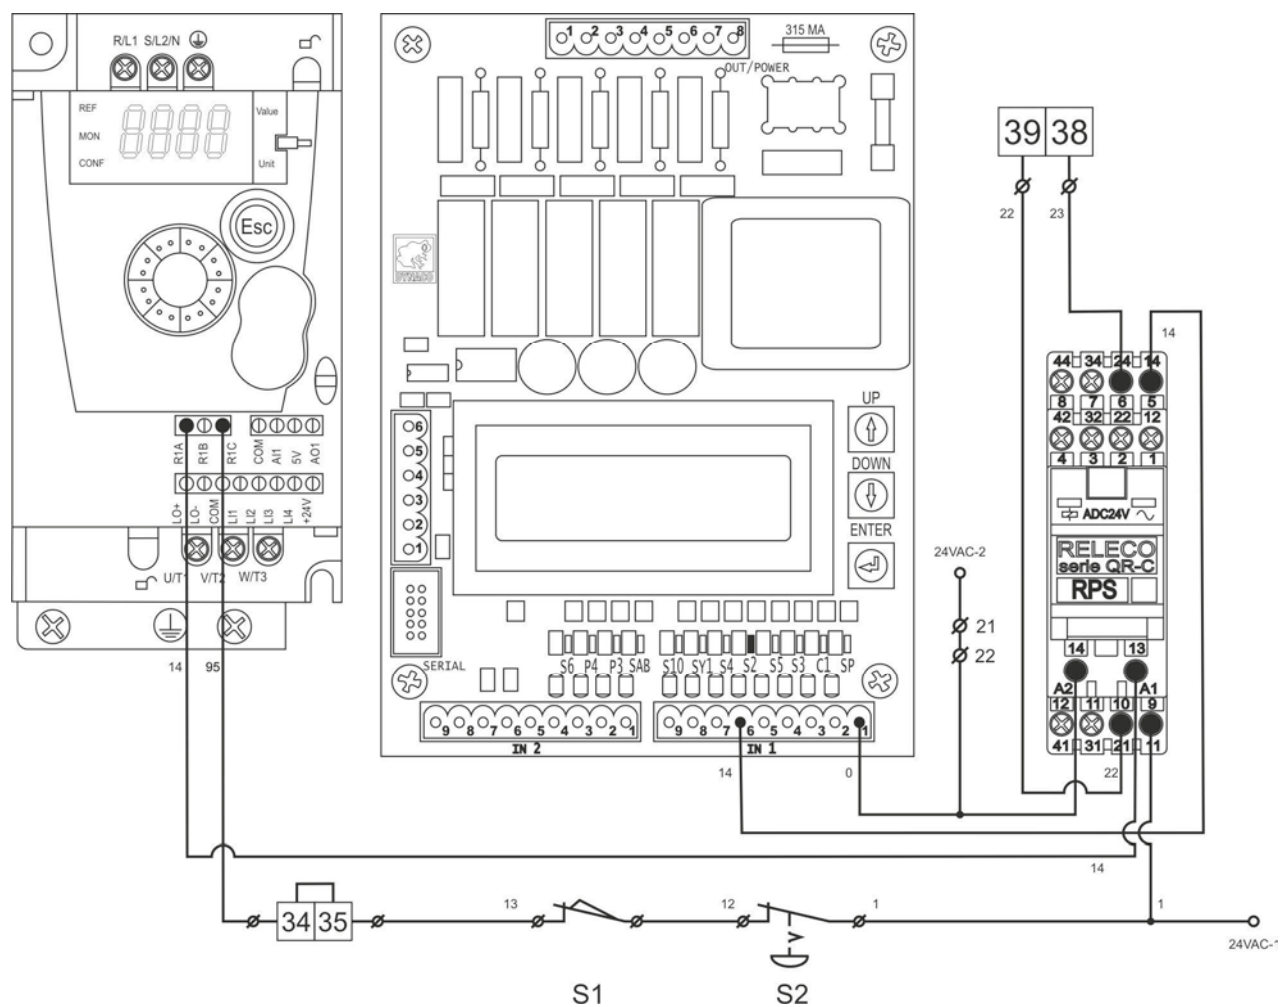 R/L1 S/L2/N
REF
MON
CONF
8888
Value
Unit
Esc
R1A
R1B
R1C
COM
AI1
5V
AO1
LO+
LO-
COM
LI1
LI2
LI3
LI4
+24V
U/T1 V/T2 W/T3
14 95
1 2 3 4 5 6 7 8
OUT/POWER
315 MA
DYNACO
6
5
4
3
2
1
UP
DOWN
ENTER
SERIAL
S6 P4 P3 SAB S10 SY1 S4 S2 S5 S3 C1 SP
9 8 7 6 5 4 3 2 1
IN 2
9 8 7 6 5 4 3 2 1
IN 1
14 0
24VAC-2
21
22
39 38
22 23
14
44 34 24 14
8 7 6 5
42 32 22 12
4 3 2 1
ADC24V
RELECO
serie QR-C
RPS
14 13
A2 A1
12 11 10 9
41 31 21 11
22
14
34 35
13 12 1 1
24VAC-1
S1 S2